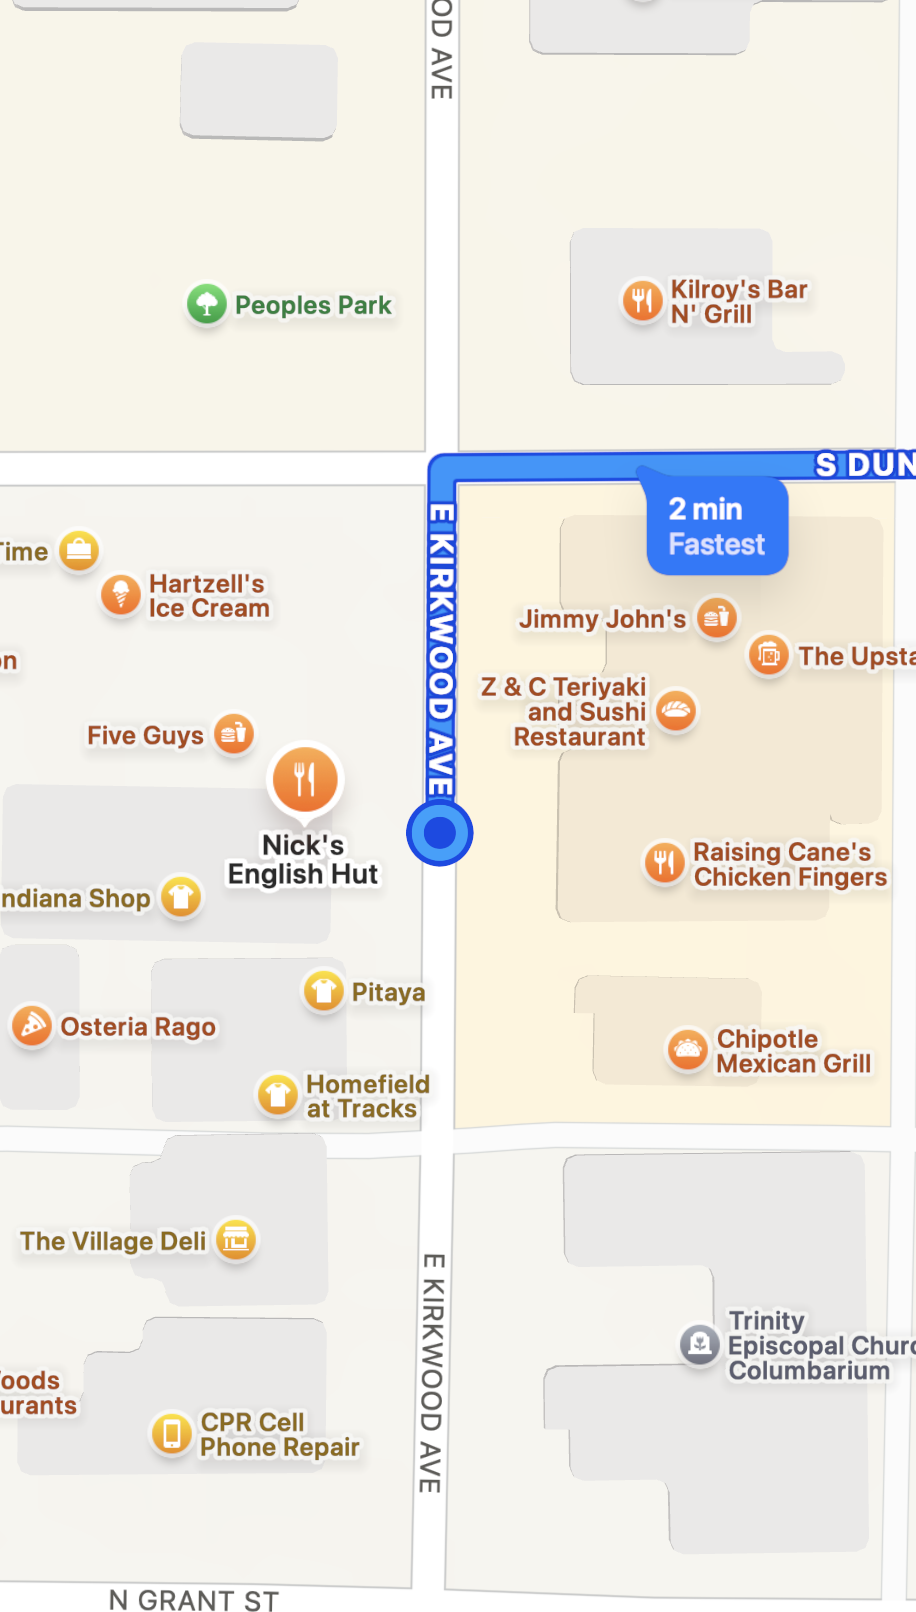 OD AVE
Peoples Park
Kilroy's Bar
N' Grill
S DUN
2 min
Fastest
E KIRKWOOD AVE
Time
Hartzell's
Ice Cream
on
Jimmy John's
The Upsta
Z & C Teriyaki
and Sushi
Restaurant
Five Guys
Nick's
English Hut
Raising Cane's
Chicken Fingers
ndiana Shop
Pitaya
Osteria Rago
Chipotle
Mexican Grill
Homefield
at Tracks
The Village Deli
E KIRKWOOD AVE
Trinity
Episcopal Churc
Columbarium
oods
urants
CPR Cell
Phone Repair
N GRANT ST